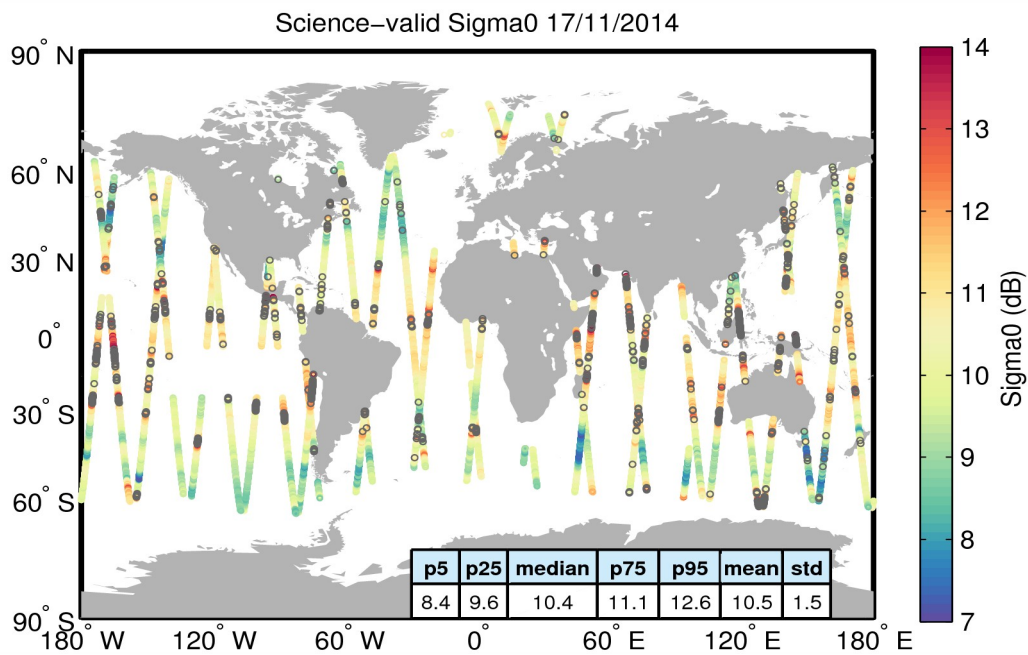 Science−valid Sigma0 17/11/2014
90° N
60° N
30° N
0°
30° S
60° S
90° S
180° W
120° W
60° W
0°
60° E
120° E
180° E
p5 p25 median p75 p95 mean std
8.4 9.6 10.4 11.1 12.6 10.5 1.5
14
13
12
11
10
9
8
7
Sigma0 (dB)